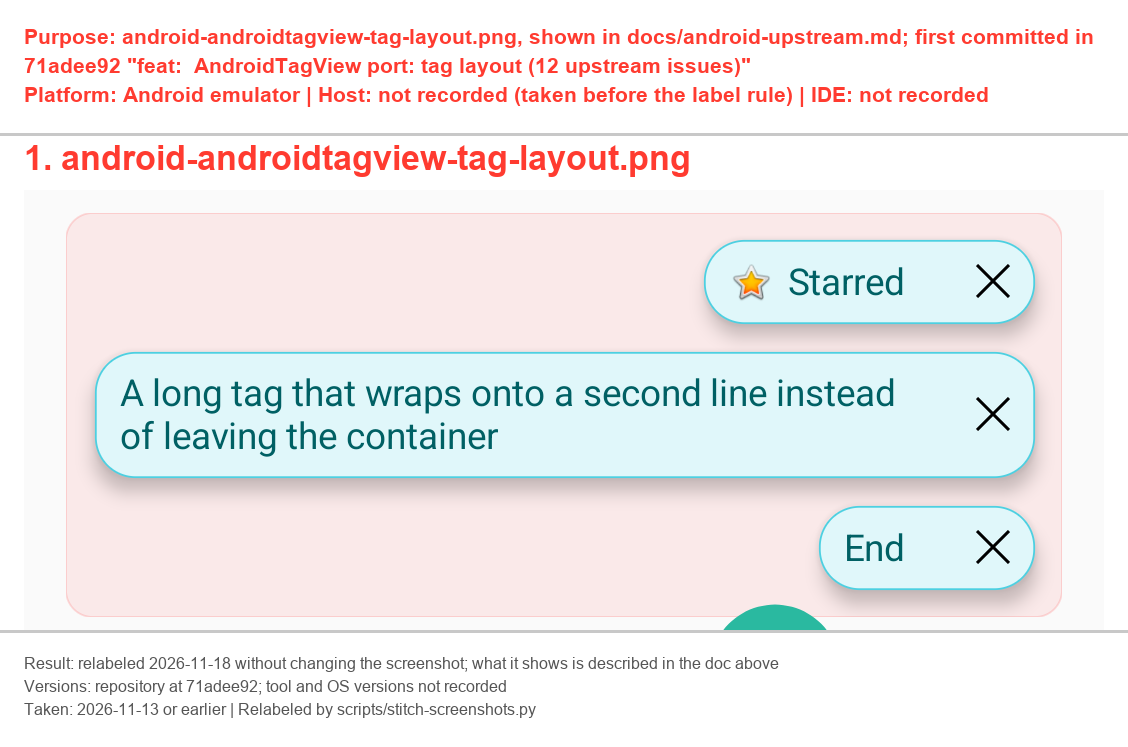 Purpose: android-androidtagview-tag-layout.png, shown in docs/android-upstream.md; first committed in
71adee92 "feat:  AndroidTagView port: tag layout (12 upstream issues)"
Platform: Android emulator | Host: not recorded (taken before the label rule) | IDE: not recorded
1. android-androidtagview-tag-layout.png
Starred
A long tag that wraps onto a second line instead
of leaving the container
End
Result: relabeled 2026-11-18 without changing the screenshot; what it shows is described in the doc above
Versions: repository at 71adee92; tool and OS versions not recorded
Taken: 2026-11-13 or earlier | Relabeled by scripts/stitch-screenshots.py